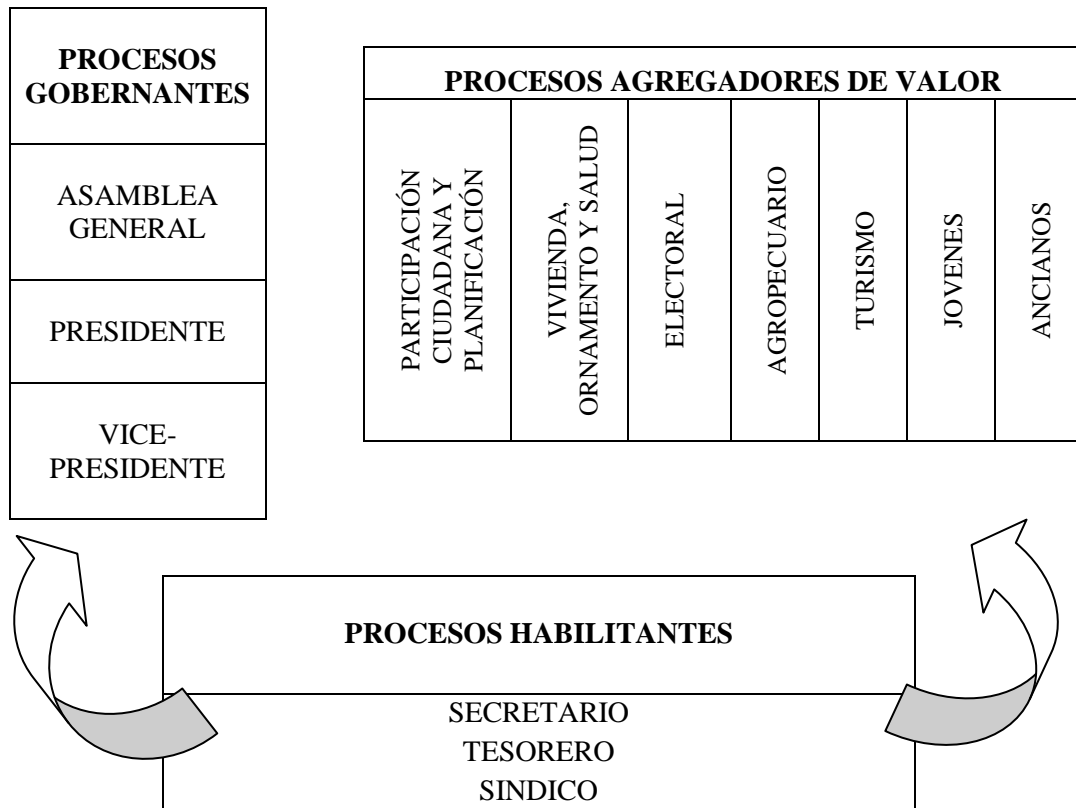 PROCESOS
GOBERNANTES
ASAMBLEA
GENERAL
PRESIDENTE
VICE-
PRESIDENTE
PROCESOS AGREGADORES DE VALOR
PARTICIPACIÓN
CIUDADANA Y
PLANIFICACIÓN
VIVIENDA,
ORNAMENTO Y SALUD
ELECTORAL
AGROPECUARIO
TURISMO
JOVENES
ANCIANOS
PROCESOS HABILITANTES
SECRETARIO
TESORERO
SINDICO